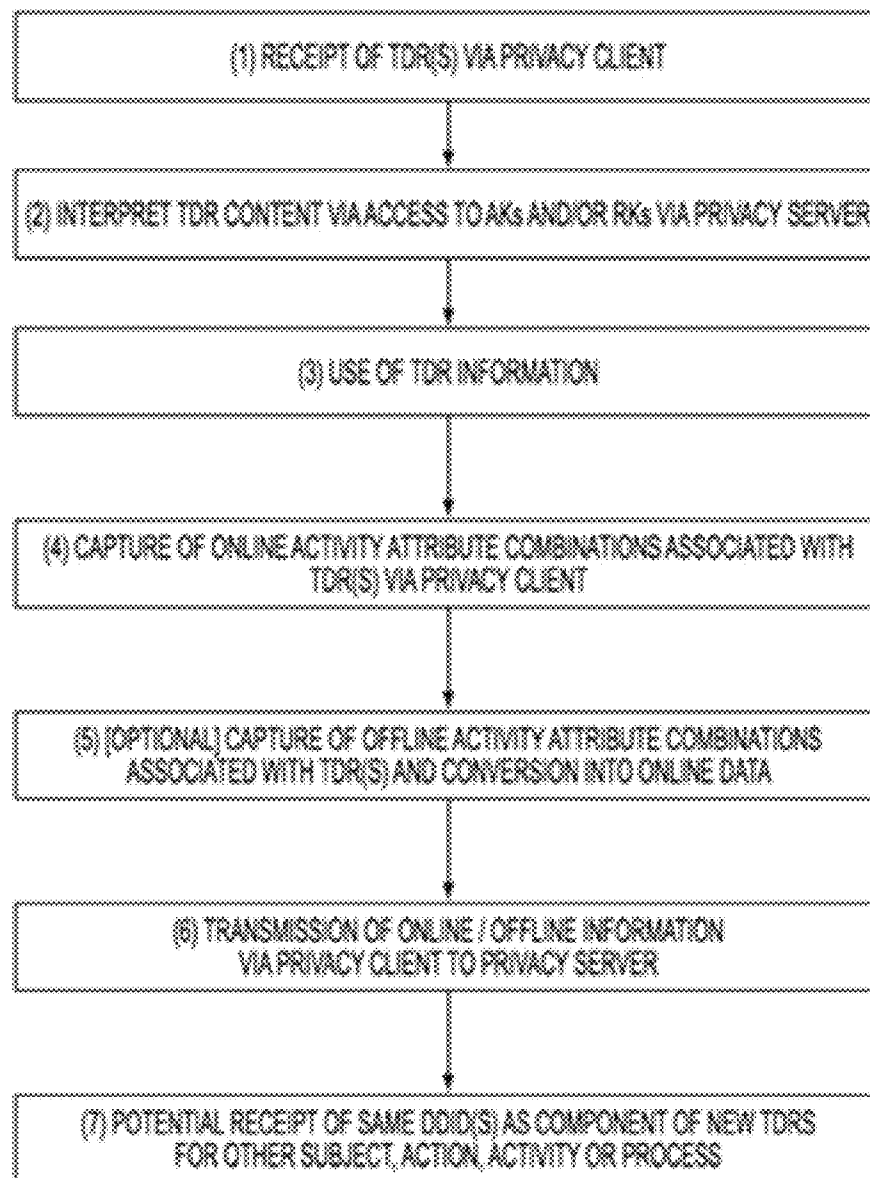 (1) RECEIPT OF TDR(S) VIA PRIVACY CLIENT
(2) INTERPRET TDR CONTENT VIA ACCESS TO AKs AND/OR RKs VIA PRIVACY SERVER
(3) USE OF TDR INFORMATION
(4) CAPTURE OF ONLINE ACTIVITY ATTRIBUTE COMBINATIONS ASSOCIATED WITH
TDR(S) VIA PRIVACY CLIENT
(5) [OPTIONAL] CAPTURE OF OFFLINE ACTIVITY ATTRIBUTE COMBINATIONS
ASSOCIATED WITH TDR(S) AND CONVERSION INTO ONLINE DATA
(6) TRANSMISSION OF ONLINE / OFFLINE INFORMATION
VIA PRIVACY CLIENT TO PRIVACY SERVER
(7) POTENTIAL RECEIPT OF SAME DDID(S) AS COMPONENT OF NEW TDRS
FOR OTHER SUBJECT, ACTION, ACTIVITY OR PROCESS